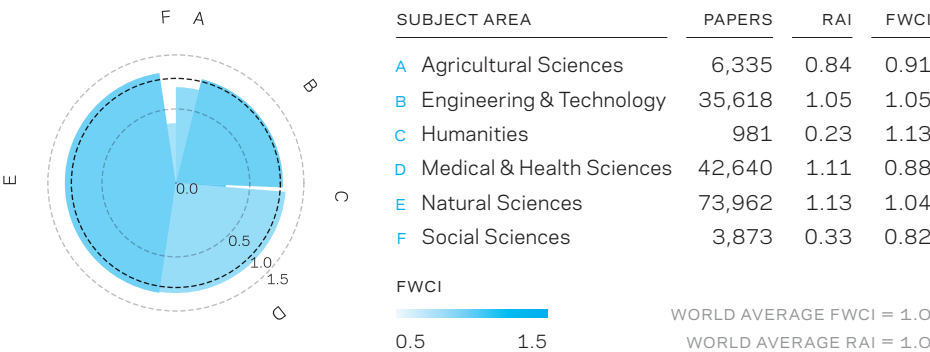 F A
B
C
D
E
0.0
0.5
1.0
1.5
SUBJECT AREA PAPERS RAI FWCI
A Agricultural Sciences 6,335 0.84 0.91
B Engineering & Technology 35,618 1.05 1.05
C Humanities 981 0.23 1.13
D Medical & Health Sciences 42,640 1.11 0.88
E Natural Sciences 73,962 1.13 1.04
F Social Sciences 3,873 0.33 0.82
FWCI
0.5 1.5
WORLD AVERAGE FWCI = 1.0
WORLD AVERAGE RAI = 1.0